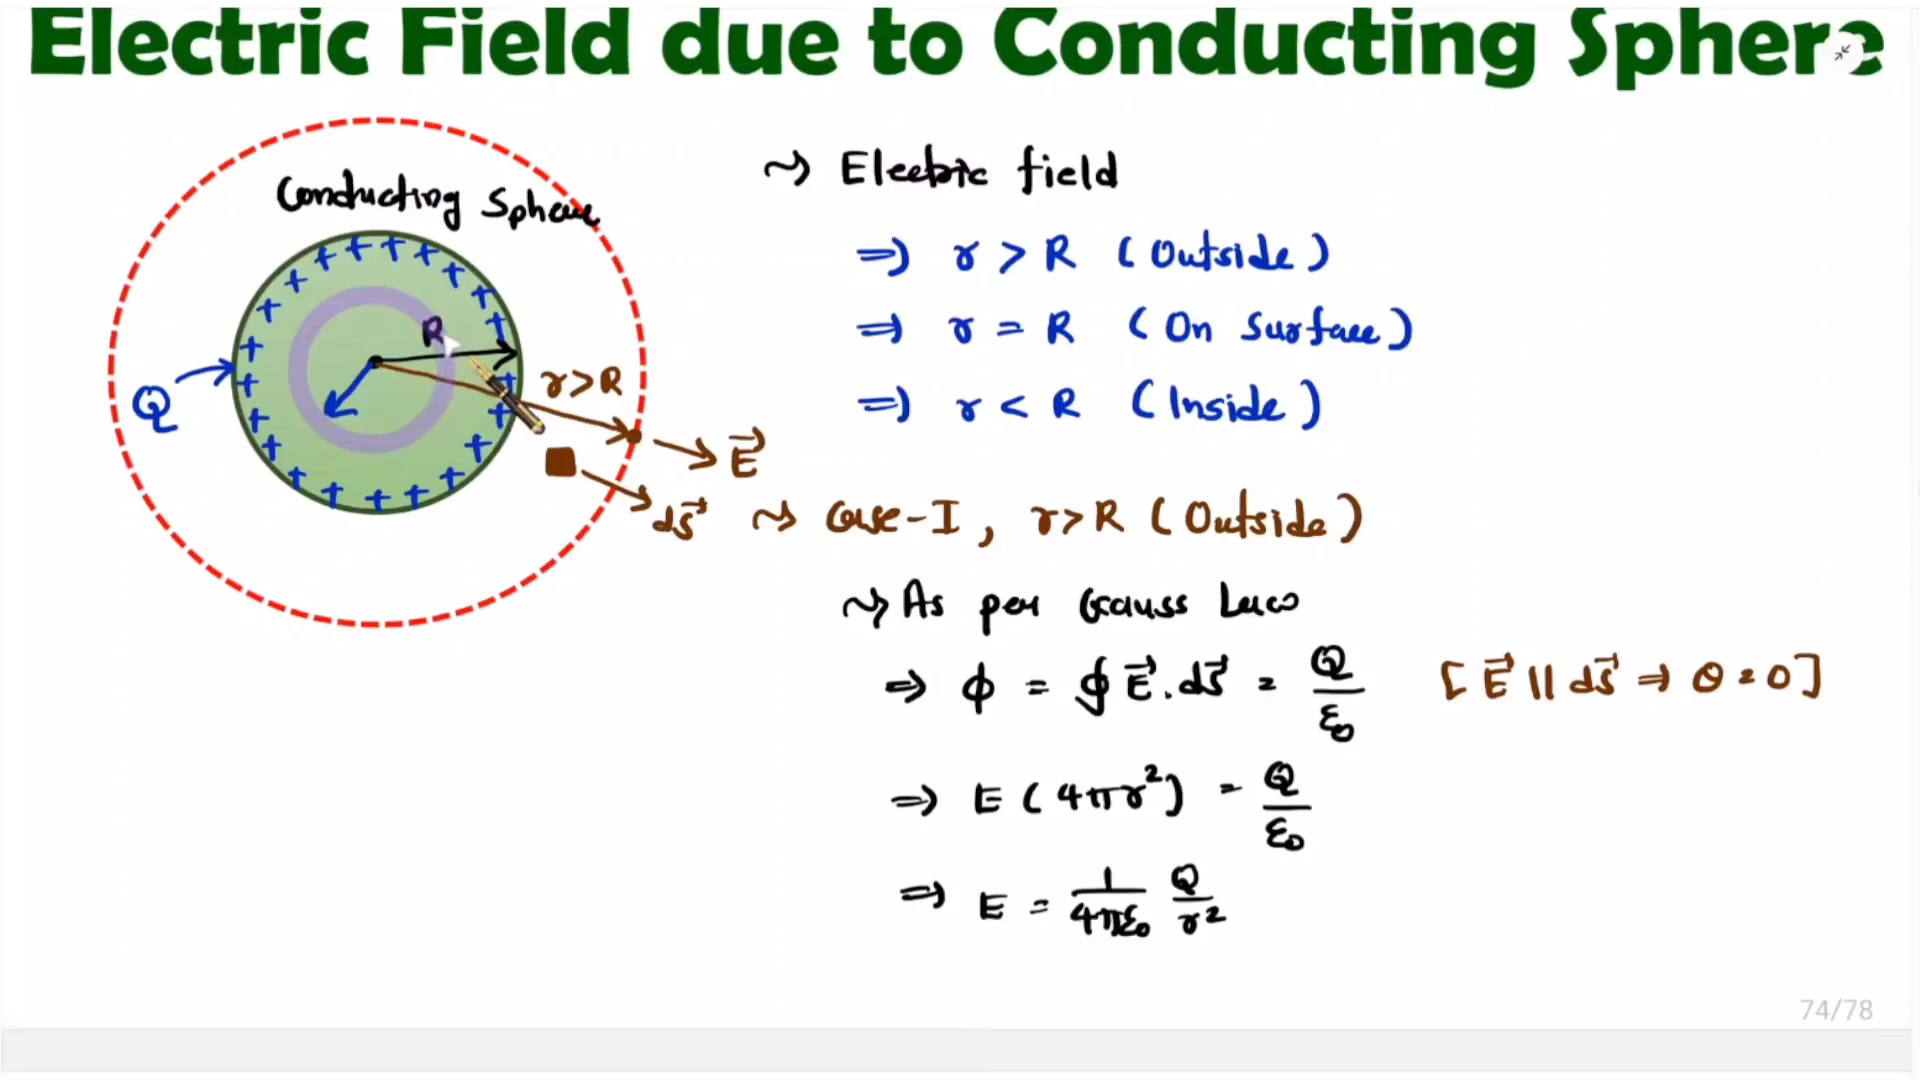 Electric Field due to Conducting Sphere
Conducting Sphere
R
Q
r>R
E⃗
dS⃗
⇝ Electric field
⇒ r > R (Outside)
⇒ r = R (On Surface)
⇒ r < R (Inside)
⇝ Case-I, r>R (Outside)
⇝ As per Gauss Law
⇒ ϕ = ∮ E⃗.dS⃗ = Q/ε₀ [E⃗ || dS⃗ ⇒ θ = 0]
⇒ E (4πr²) = Q/ε₀
⇒ E = 1/4πε₀ Q/r²
74/78